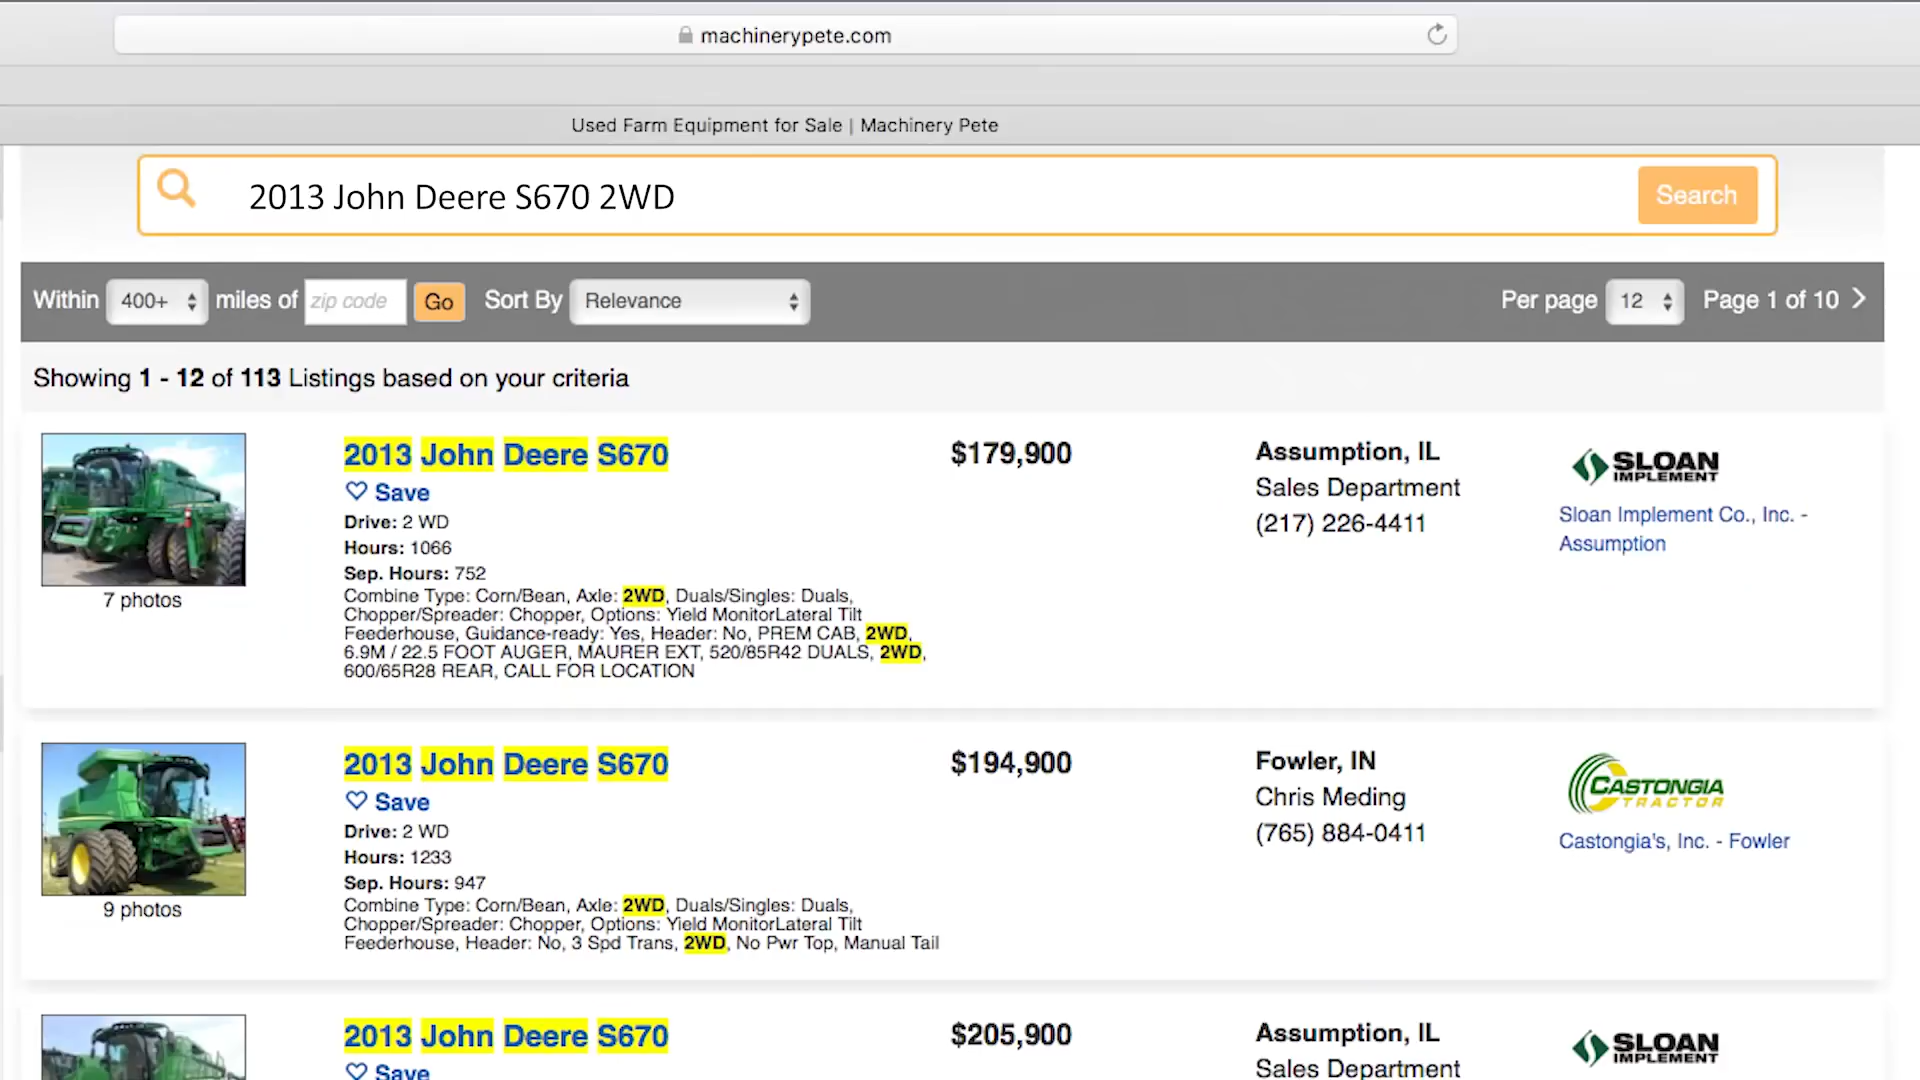 machinerypete.com
Used Farm Equipment for Sale | Machinery Pete
2013 John Deere S670 2WD
Search
Within 400+ miles of zip code Go Sort By Relevance Per page 12 Page 1 of 10
Showing 1 - 12 of 113 Listings based on your criteria
2013 John Deere S670
Save
Drive: 2 WD
Hours: 1066
Sep. Hours: 752
Combine Type: Corn/Bean, Axle: 2WD, Duals/Singles: Duals,
Chopper/Spreader: Chopper, Options: Yield MonitorLateral Tilt
Feederhouse, Guidance-ready: Yes, Header: No, PREM CAB, 2WD,
6.9M / 22.5 FOOT AUGER, MAURER EXT, 520/85R42 DUALS, 2WD,
600/65R28 REAR, CALL FOR LOCATION
7 photos
$179,900
Assumption, IL
Sales Department
(217) 226-4411
SLOAN
IMPLEMENT
Sloan Implement Co., Inc. -
Assumption
2013 John Deere S670
Save
Drive: 2 WD
Hours: 1233
Sep. Hours: 947
Combine Type: Corn/Bean, Axle: 2WD, Duals/Singles: Duals,
Chopper/Spreader: Chopper, Options: Yield MonitorLateral Tilt
Feederhouse, Header: No, 3 Spd Trans, 2WD, No Pwr Top, Manual Tail
9 photos
$194,900
Fowler, IN
Chris Meding
(765) 884-0411
CASTONGIA
TRACTOR
Castongia's, Inc. - Fowler
2013 John Deere S670
Save
$205,900
Assumption, IL
Sales Department
SLOAN
IMPLEMENT